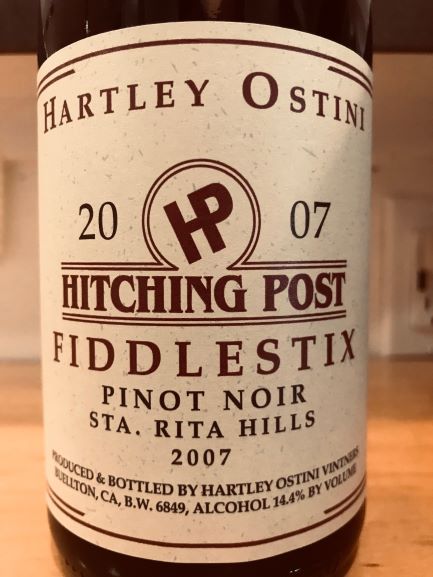 HARTLEY OSTINI
20 HP 07
HITCHING POST
FIDDLESTIX
PINOT NOIR
STA. RITA HILLS
2007
PRODUCED & BOTTLED BY HARTLEY OSTINI VINTNERS
BUELLTON, CA, B.W. 6849, ALCOHOL 14.4% BY VOLUME